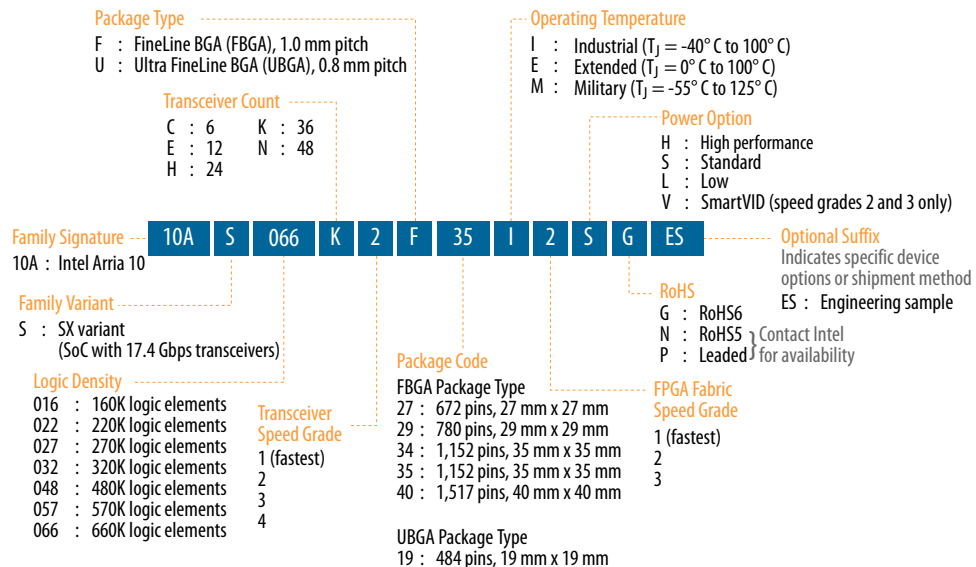 Package Type
F : FineLine BGA (FBGA), 1.0 mm pitch
U : Ultra FineLine BGA (UBGA), 0.8 mm pitch
Operating Temperature
I : Industrial (TJ = -40° C to 100° C)
E : Extended (TJ = 0° C to 100° C)
M : Military (TJ = -55° C to 125° C)
Transceiver Count
C : 6 K : 36
E : 12 N : 48
H : 24
Power Option
H : High performance
S : Standard
L : Low
V : SmartVID (speed grades 2 and 3 only)
Family Signature
10A : Intel Arria 10
10A S 066 K 2 F 35 I 2 S G ES
Optional Suffix
Indicates specific device
options or shipment method
ES : Engineering sample
Family Variant
S : SX variant
(SoC with 17.4 Gbps transceivers)
RoHS
G : RoHS6
N : RoHS5
P : Leaded
} Contact Intel
for availability
Logic Density
016 : 160K logic elements
022 : 220K logic elements
027 : 270K logic elements
032 : 320K logic elements
048 : 480K logic elements
057 : 570K logic elements
066 : 660K logic elements
Transceiver
Speed Grade
1 (fastest)
2
3
4
Package Code
FBGA Package Type
27 : 672 pins, 27 mm x 27 mm
29 : 780 pins, 29 mm x 29 mm
34 : 1,152 pins, 35 mm x 35 mm
35 : 1,152 pins, 35 mm x 35 mm
40 : 1,517 pins, 40 mm x 40 mm
UBGA Package Type
19 : 484 pins, 19 mm x 19 mm
FPGA Fabric
Speed Grade
1 (fastest)
2
3